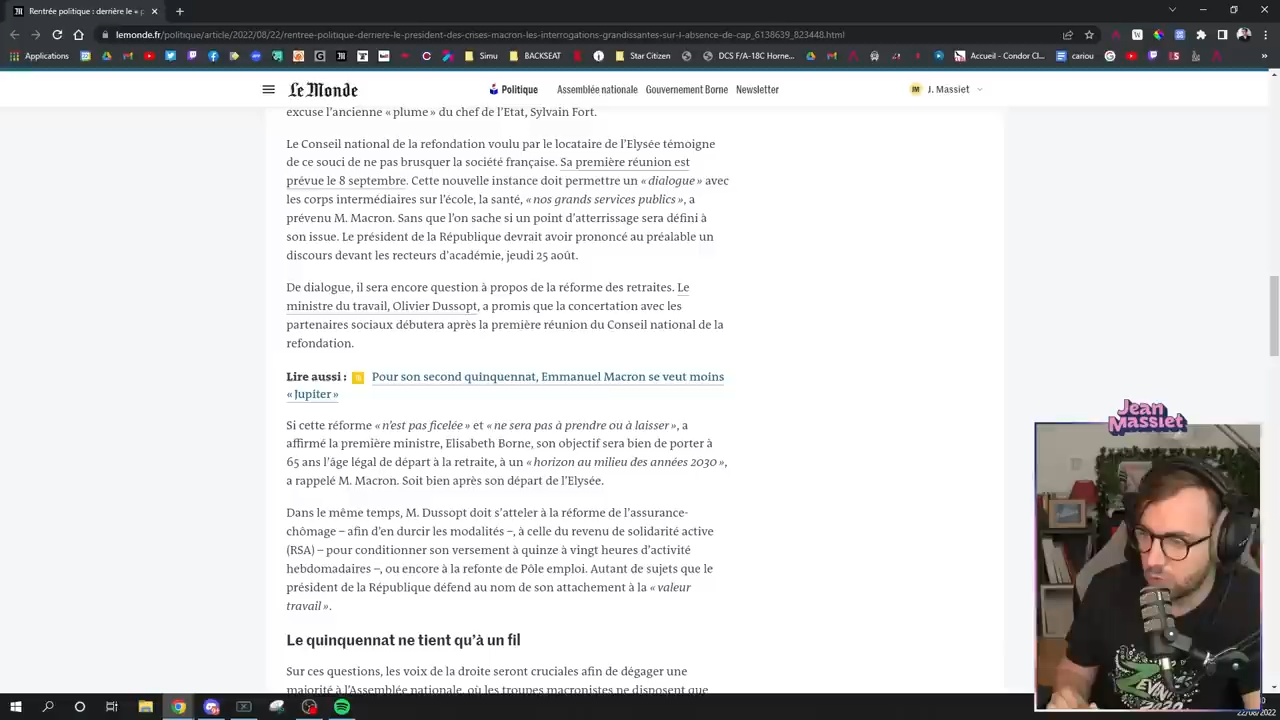 Rentrée politique : derrière le « p
lemonde.fr/politique/article/2022/08/22/rentree-politique-derriere-le-president-des-crises-macron-les-interrogations-grandissantes-sur-l-absence-de-cap_6138639_823448.html
Applications
Simu
BACKSEAT
Star Citizen
DCS F/A-18C Horne...
Accueil - Condor Cl...
cariou
Le Monde
Politique
Assemblée nationale
Gouvernement Borne
Newsletter
JM
J. Massiet
excuse l'ancienne « plume » du chef de l'Etat, Sylvain Fort.
Le Conseil national de la refondation voulu par le locataire de l'Elysée témoigne
de ce souci de ne pas brusquer la société française. Sa première réunion est
prévue le 8 septembre. Cette nouvelle instance doit permettre un « dialogue » avec
les corps intermédiaires sur l'école, la santé, « nos grands services publics », a
prévenu M. Macron. Sans que l'on sache si un point d'atterrissage sera défini à
son issue. Le président de la République devrait avoir prononcé au préalable un
discours devant les recteurs d'académie, jeudi 25 août.
De dialogue, il sera encore question à propos de la réforme des retraites. Le
ministre du travail, Olivier Dussopt, a promis que la concertation avec les
partenaires sociaux débutera après la première réunion du Conseil national de la
refondation.
Lire aussi : Pour son second quinquennat, Emmanuel Macron se veut moins
« Jupiter »
Si cette réforme « n'est pas ficelée » et « ne sera pas à prendre ou à laisser », a
affirmé la première ministre, Elisabeth Borne, son objectif sera bien de porter à
65 ans l'âge légal de départ à la retraite, à un « horizon au milieu des années 2030 »,
a rappelé M. Macron. Soit bien après son départ de l'Elysée.
Dans le même temps, M. Dussopt doit s'atteler à la réforme de l'assurance-
chômage – afin d'en durcir les modalités –, à celle du revenu de solidarité active
(RSA) – pour conditionner son versement à quinze à vingt heures d'activité
hebdomadaires –, ou encore à la refonte de Pôle emploi. Autant de sujets que le
président de la République défend au nom de son attachement à la « valeur
travail ».
Le quinquennat ne tient qu'à un fil
Sur ces questions, les voix de la droite seront cruciales afin de dégager une
majorité à l'Assemblée nationale, où les troupes macronistes ne disposent que
Jean
Massiet
22/08/2022